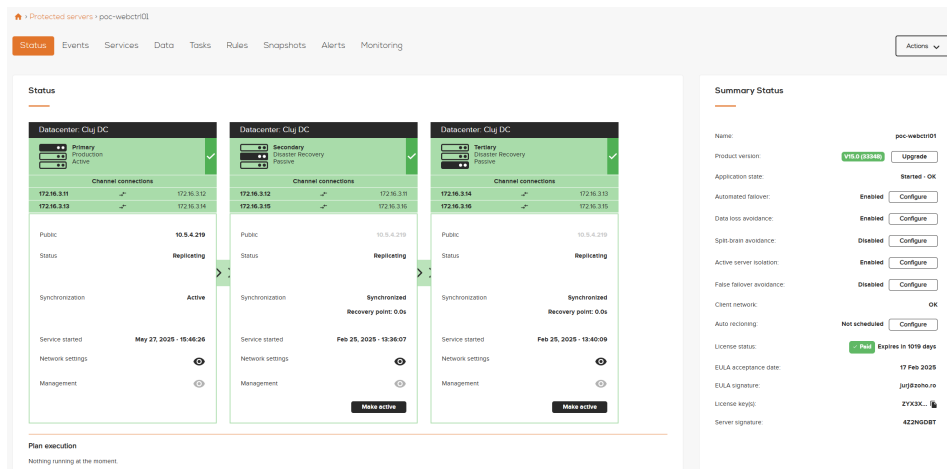 › Protected servers › poc-webctrl01
Status Events Services Data Tasks Rules Snapshots Alerts Monitoring
Actions
Status
Datacenter: Cluj DC
Primary
Production
Active
Channel connections
172.16.3.11 172.16.3.12
172.16.3.13 172.16.3.14
Public 10.5.4.219
Status Replicating
Synchronization Active
Service started May 27, 2025 - 15:46:26
Network settings
Management
Datacenter: Cluj DC
Secondary
Disaster Recovery
Passive
Channel connections
172.16.3.12 172.16.3.11
172.16.3.15 172.16.3.16
Public 10.5.4.219
Status Replicating
Synchronization Synchronized
Recovery point: 0.0s
Service started Feb 25, 2025 - 13:36:07
Network settings
Management
Make active
Datacenter: Cluj DC
Tertiary
Disaster Recovery
Passive
Channel connections
172.16.3.14 172.16.3.13
172.16.3.16 172.16.3.15
Public 10.5.4.219
Status Replicating
Synchronization Synchronized
Recovery point: 0.0s
Service started Feb 25, 2025 - 13:40:09
Network settings
Management
Make active
Plan execution
Nothing running at the moment.
Summary Status
Name: poc-webctrl01
Product version: V15.0 (33348) Upgrade
Application state: Started - OK
Automated failover: Enabled Configure
Data loss avoidance: Enabled Configure
Split-brain avoidance: Disabled Configure
Active server isolation: Enabled Configure
False failover avoidance: Disabled Configure
Client network: OK
Auto recloning: Not scheduled Configure
License status: Paid Expires in 1019 days
EULA acceptance date: 17 Feb 2025
EULA signature: jurj@zoho.ro
License key(s): ZYX3X...
Server signature: 4Z2NGDBT